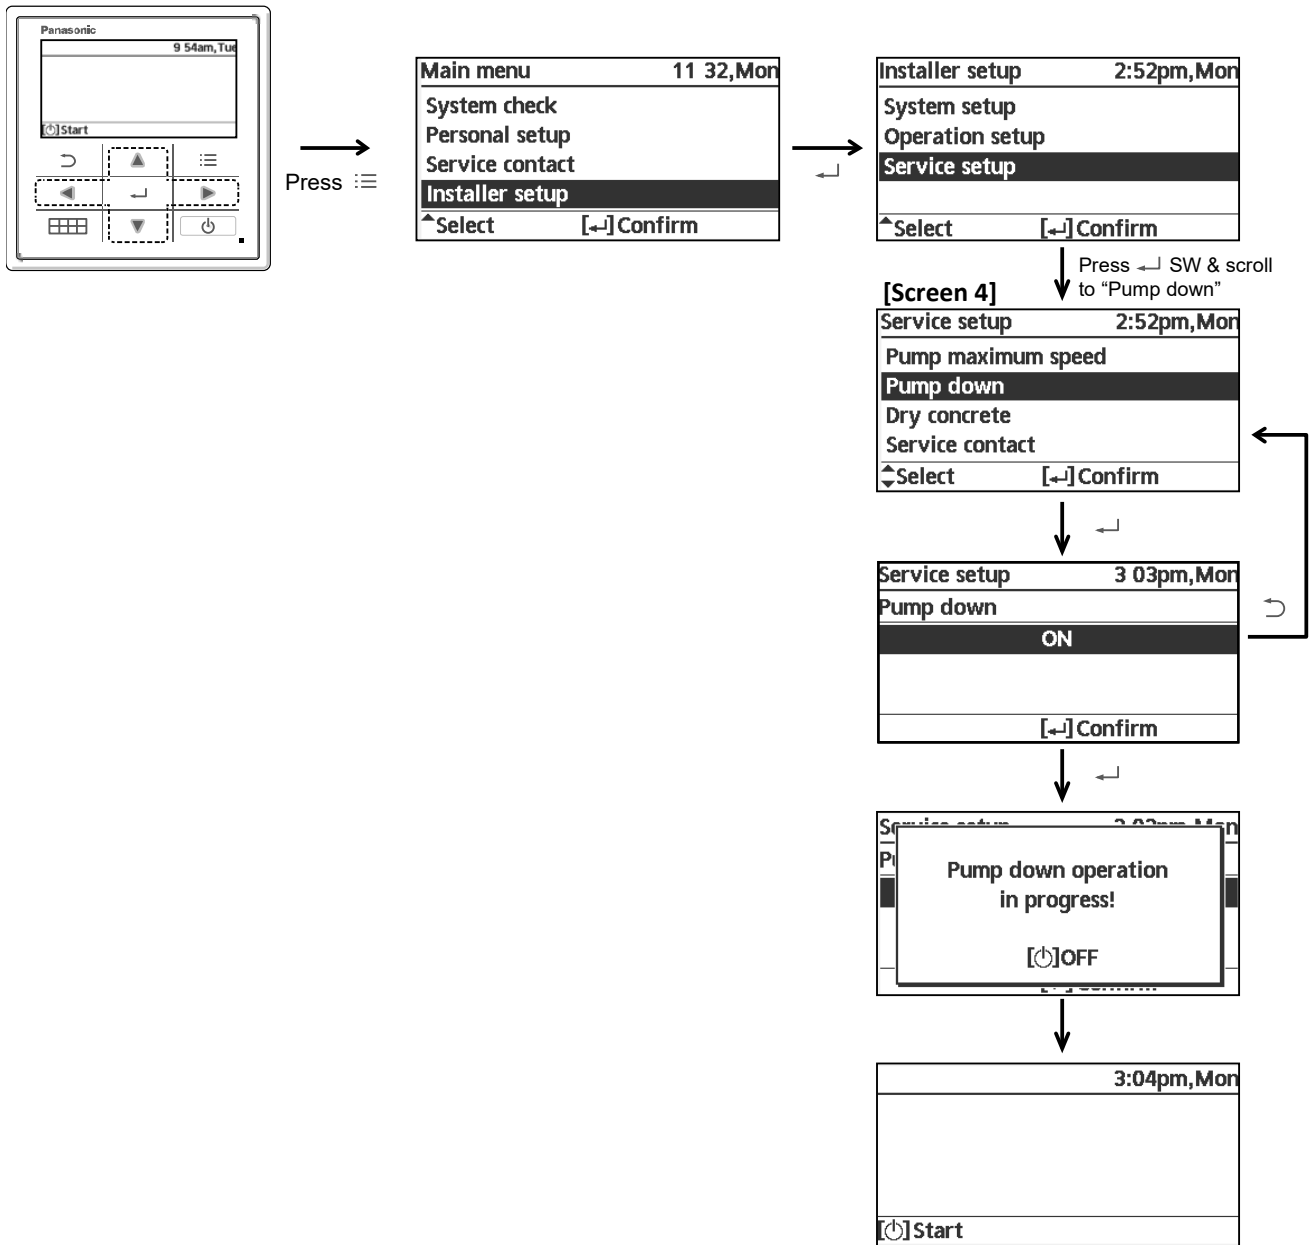 Panasonic
9 54am,Tue
[⏻]Start
Press
Main menu 11 32,Mon
System check
Personal setup
Service contact
Installer setup
Select [↵]Confirm
Installer setup 2:52pm,Mon
System setup
Operation setup
Service setup
Select [↵]Confirm
Press ↵ SW & scroll
to “Pump down”
[Screen 4]
Service setup 2:52pm,Mon
Pump maximum speed
Pump down
Dry concrete
Service contact
Select [↵]Confirm
Service setup 3 03pm,Mon
Pump down
ON
[↵]Confirm
Pump down operation
in progress!
[⏻]OFF
3:04pm,Mon
[⏻]Start